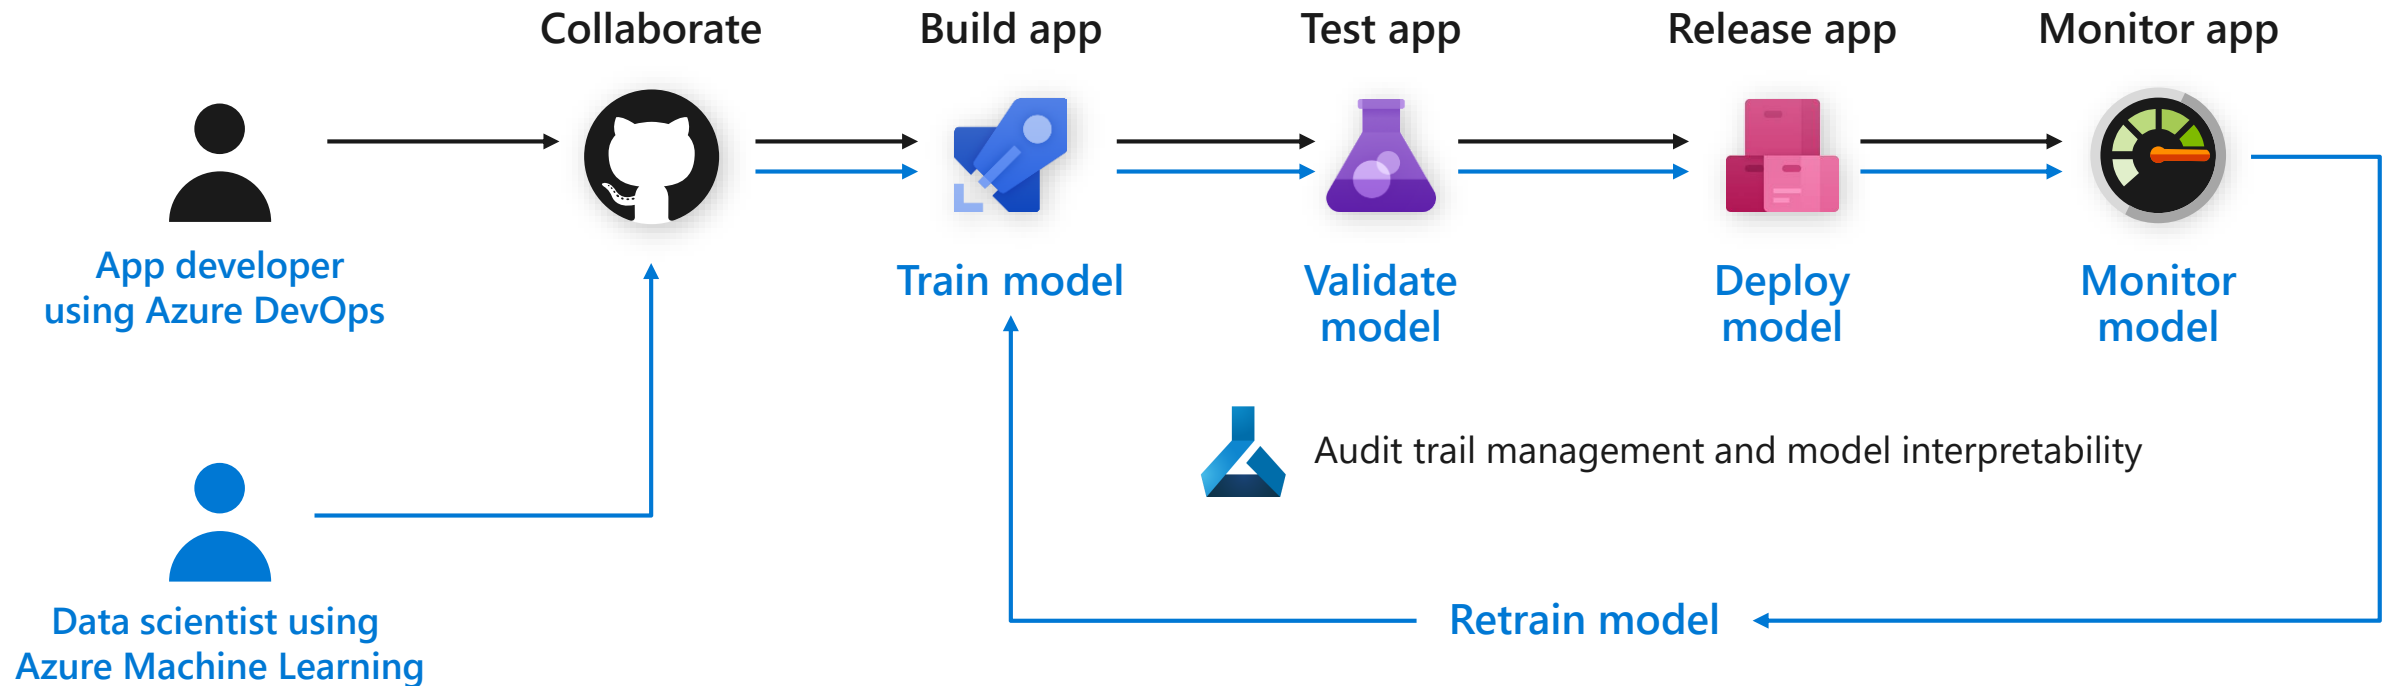 Collaborate
Build app
Test app
Release app
Monitor app
App developer
using Azure DevOps
Train model
Validate
model
Deploy
model
Monitor
model
Audit trail management and model interpretability
Data scientist using
Azure Machine Learning
Retrain model